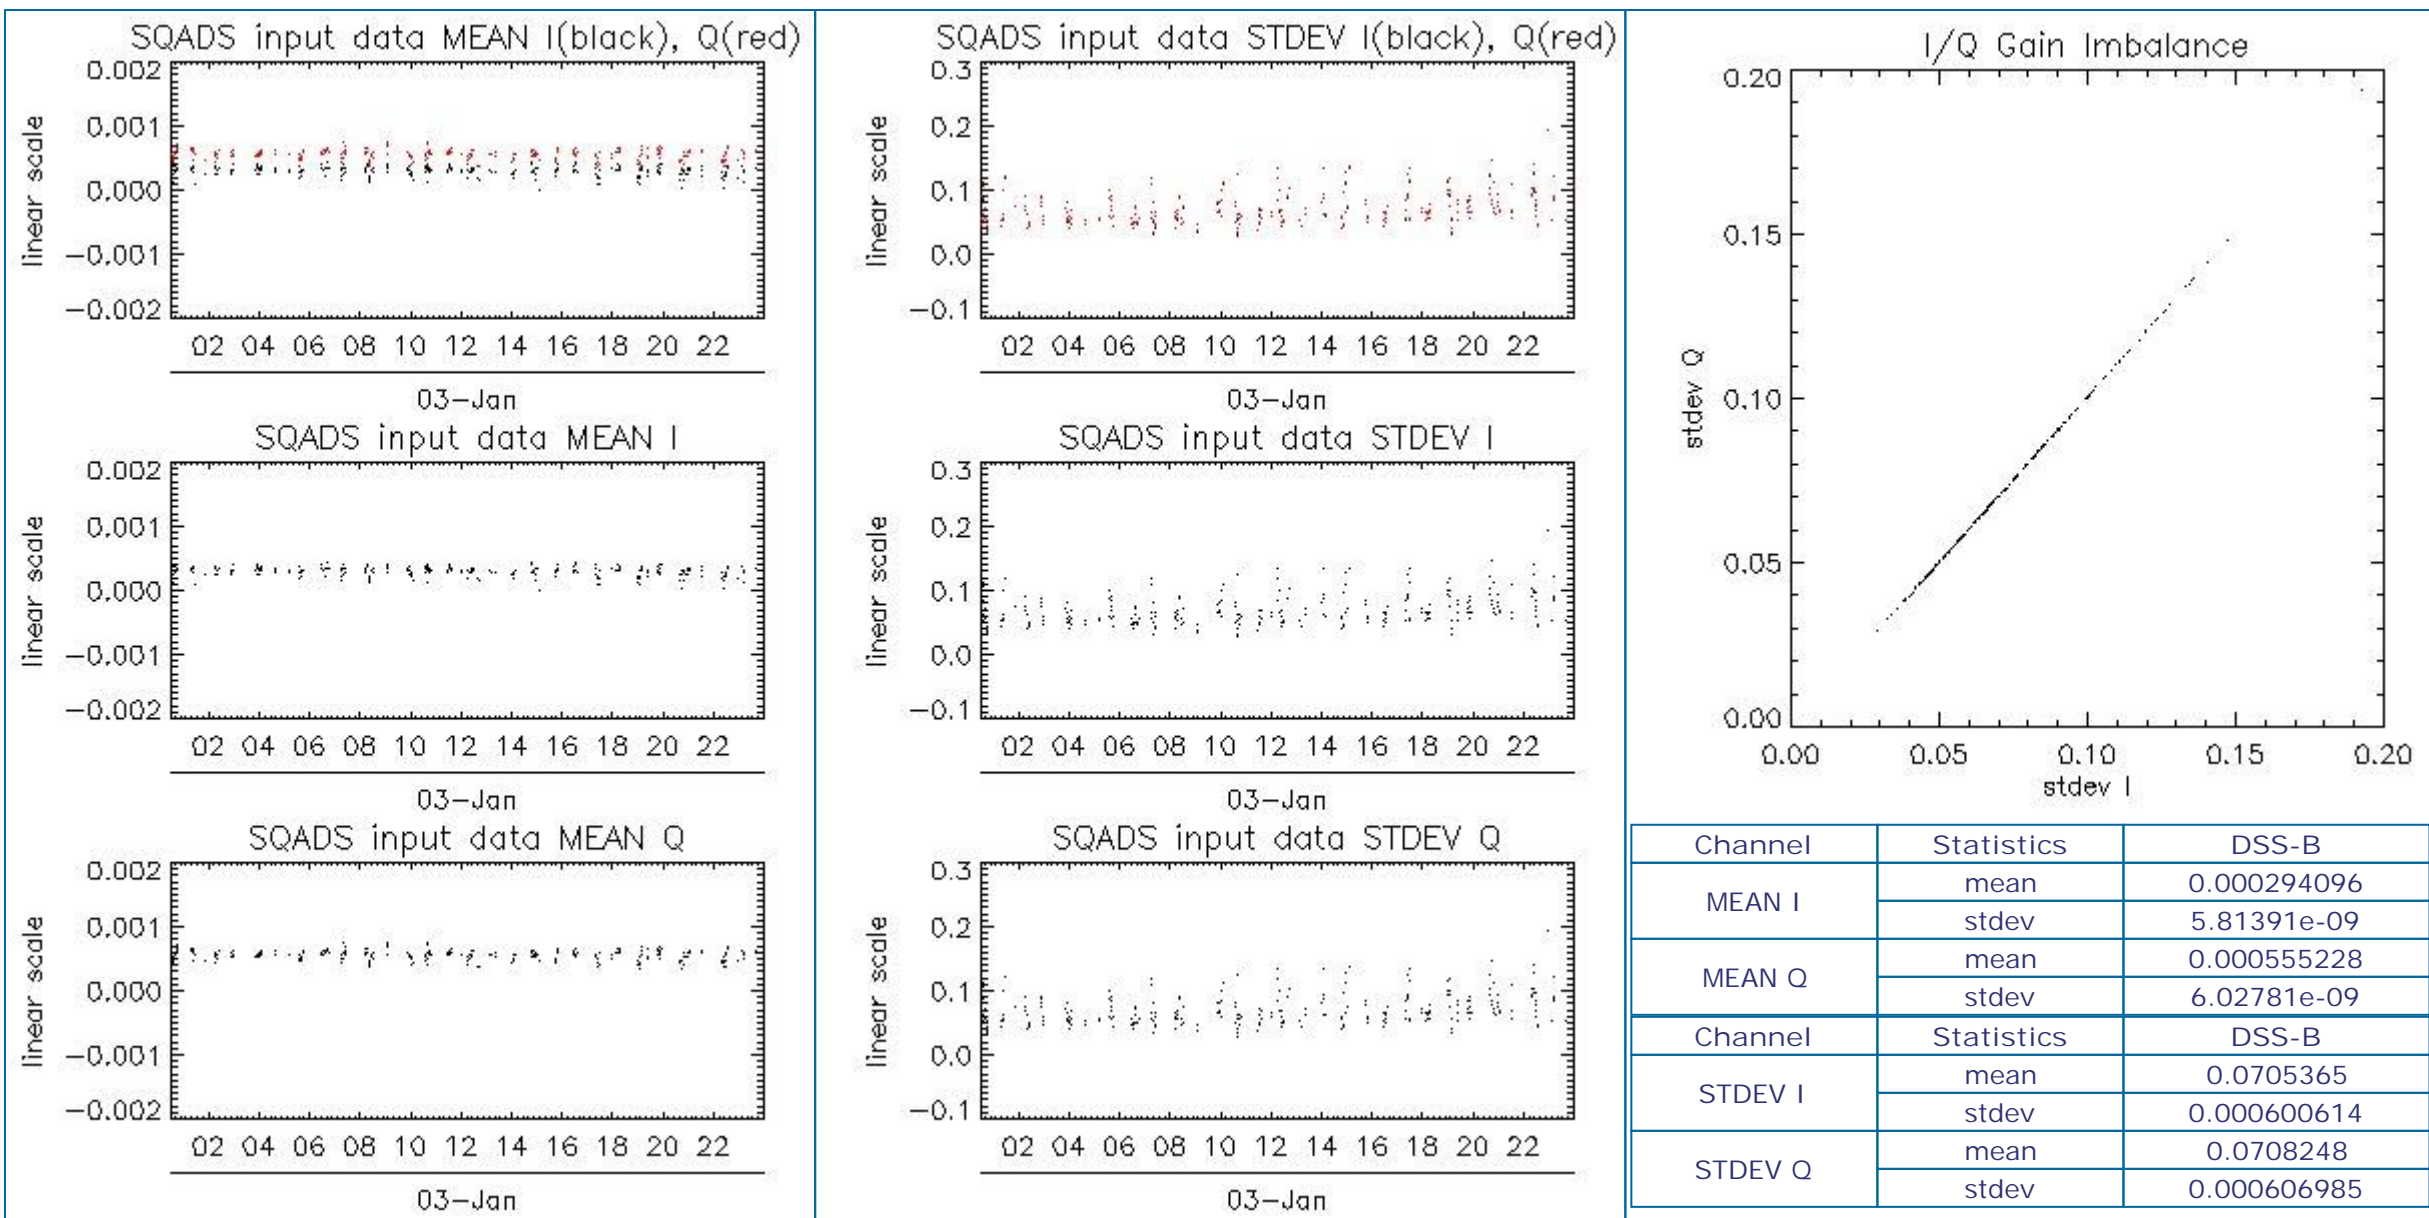 SQADS input data MEAN I(black), Q(red)
0.002
0.001
0.000
-0.001
-0.002
linear scale
02 04 06 08 10 12 14 16 18 20 22
03-Jan
SQADS input data MEAN I
0.002
0.001
0.000
-0.001
-0.002
linear scale
02 04 06 08 10 12 14 16 18 20 22
03-Jan
SQADS input data MEAN Q
0.002
0.001
0.000
-0.001
-0.002
linear scale
02 04 06 08 10 12 14 16 18 20 22
03-Jan
SQADS input data STDEV I(black), Q(red)
0.3
0.2
0.1
0.0
-0.1
linear scale
02 04 06 08 10 12 14 16 18 20 22
03-Jan
SQADS input data STDEV I
0.3
0.2
0.1
0.0
-0.1
linear scale
02 04 06 08 10 12 14 16 18 20 22
03-Jan
SQADS input data STDEV Q
0.3
0.2
0.1
0.0
-0.1
linear scale
02 04 06 08 10 12 14 16 18 20 22
03-Jan
I/Q Gain Imbalance
0.20
0.15
0.10
0.05
0.00
stdev Q
0.00 0.05 0.10 0.15 0.20
stdev I
Channel Statistics DSS-B
MEAN I mean 0.000294096
stdev 5.81391e-09
MEAN Q mean 0.000555228
stdev 6.02781e-09
Channel Statistics DSS-B
STDEV I mean 0.0705365
stdev 0.000600614
STDEV Q mean 0.0708248
stdev 0.000606985